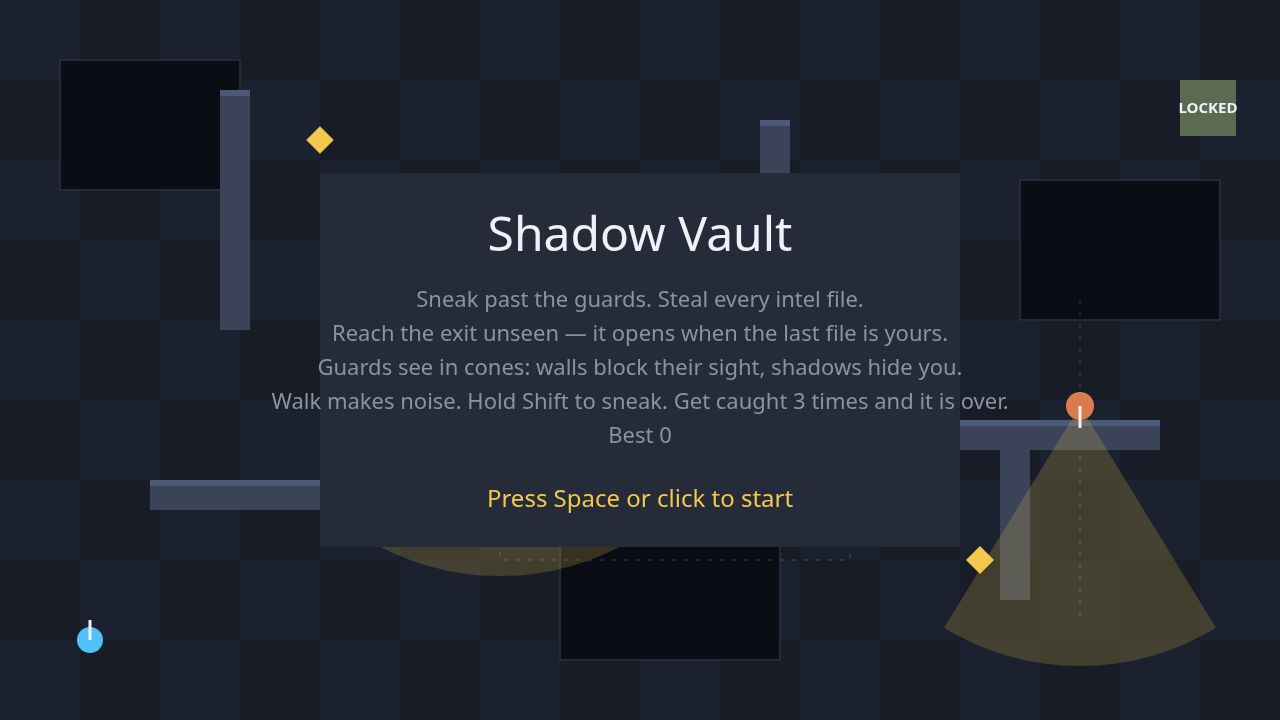 LOCKED
Shadow Vault
Sneak past the guards. Steal every intel file.
Reach the exit unseen — it opens when the last file is yours.
Guards see in cones: walls block their sight, shadows hide you.
Walk makes noise. Hold Shift to sneak. Get caught 3 times and it is over.
Best 0
Press Space or click to start